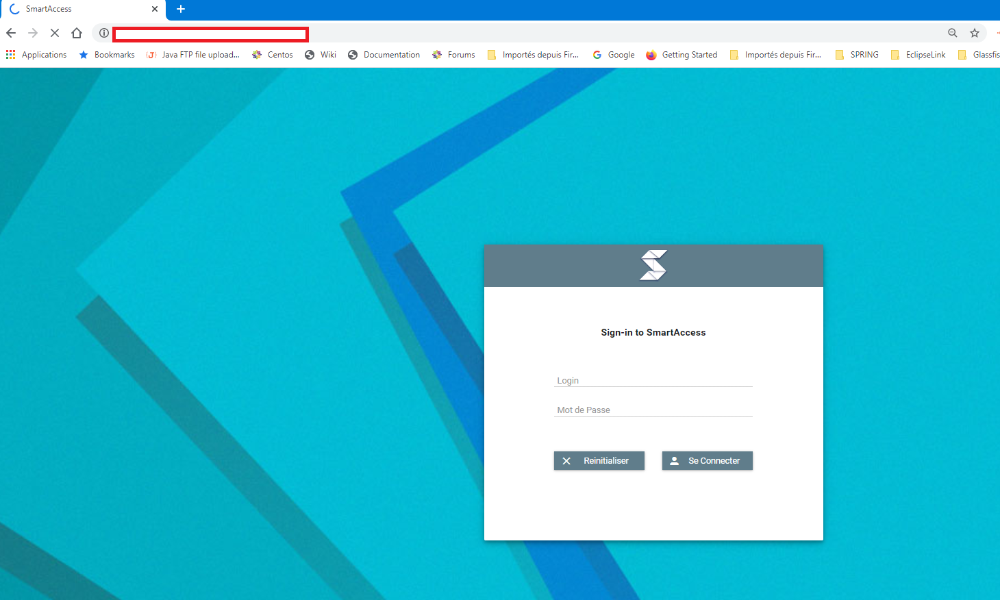 SmartAccess
Applications Bookmarks Java FTP file upload... Centos Wiki Documentation Forums Importés depuis Fir... Google Getting Started Importés depuis Fir... SPRING EclipseLink Glassfis
Sign-in to SmartAccess
Login
Mot de Passe
Reinitialiser Se Connecter